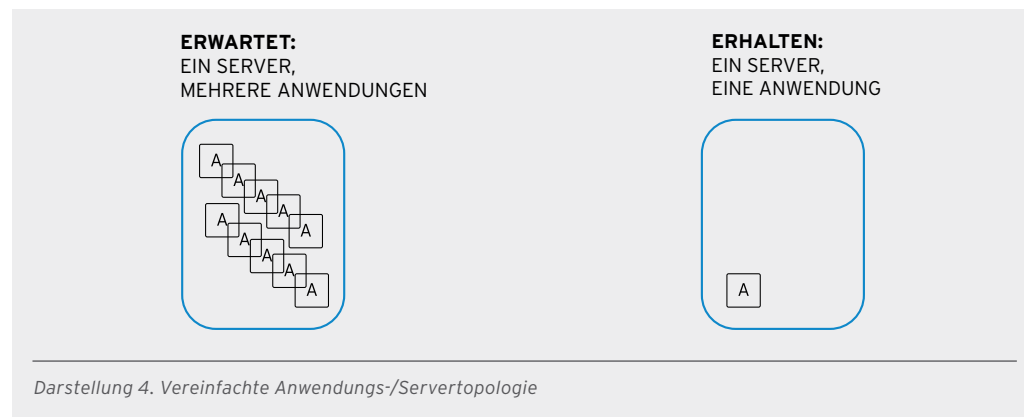 ERWARTET:
EIN SERVER,
MEHRERE ANWENDUNGEN
A
A
A
A
A
A
A
A
A
A
ERHALTEN:
EIN SERVER,
EINE ANWENDUNG
A
Darstellung 4. Vereinfachte Anwendungs-/Servertopologie